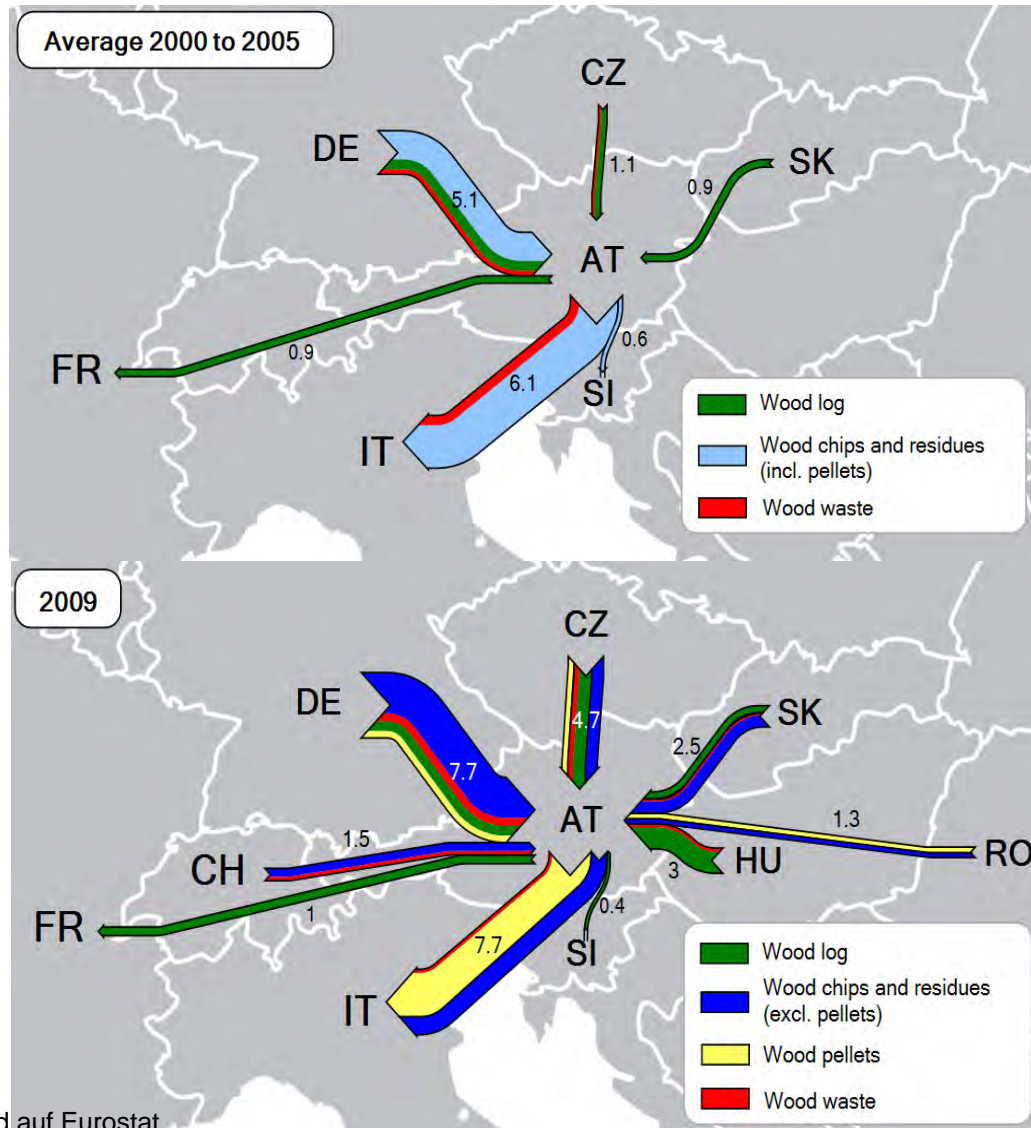 Average 2000 to 2005
CZ
DE
SK
1.1
0.9
5.1
AT
0.9
FR
0.6
6.1
SI
IT
Wood log
Wood chips and residues
(incl. pellets)
Wood waste
2009
CZ
DE
SK
4.7
2.5
7.7
AT
1.3
1.5
CH
HU
RO
3
FR
1
0.4
7.7
SI
IT
Wood log
Wood chips and residues
(excl. pellets)
Wood pellets
Wood waste
auf Eurostat